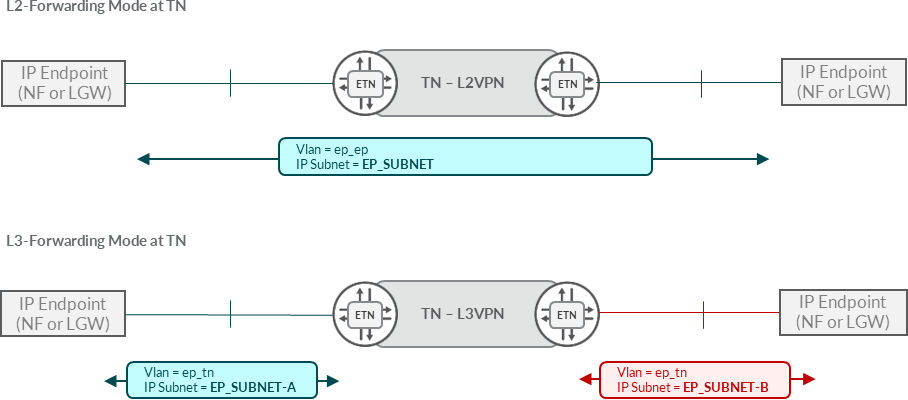 L2-Forwarding Mode at TN
IP Endpoint
(NF or LGW)
ETN
TN – L2VPN
ETN
IP Endpoint
(NF or LGW)
Vlan = ep_ep
IP Subnet = EP_SUBNET
L3-Forwarding Mode at TN
IP Endpoint
(NF or LGW)
ETN
TN – L3VPN
ETN
IP Endpoint
(NF or LGW)
Vlan = ep_tn
IP Subnet = EP_SUBNET-A
Vlan = ep_tn
IP Subnet = EP_SUBNET-B